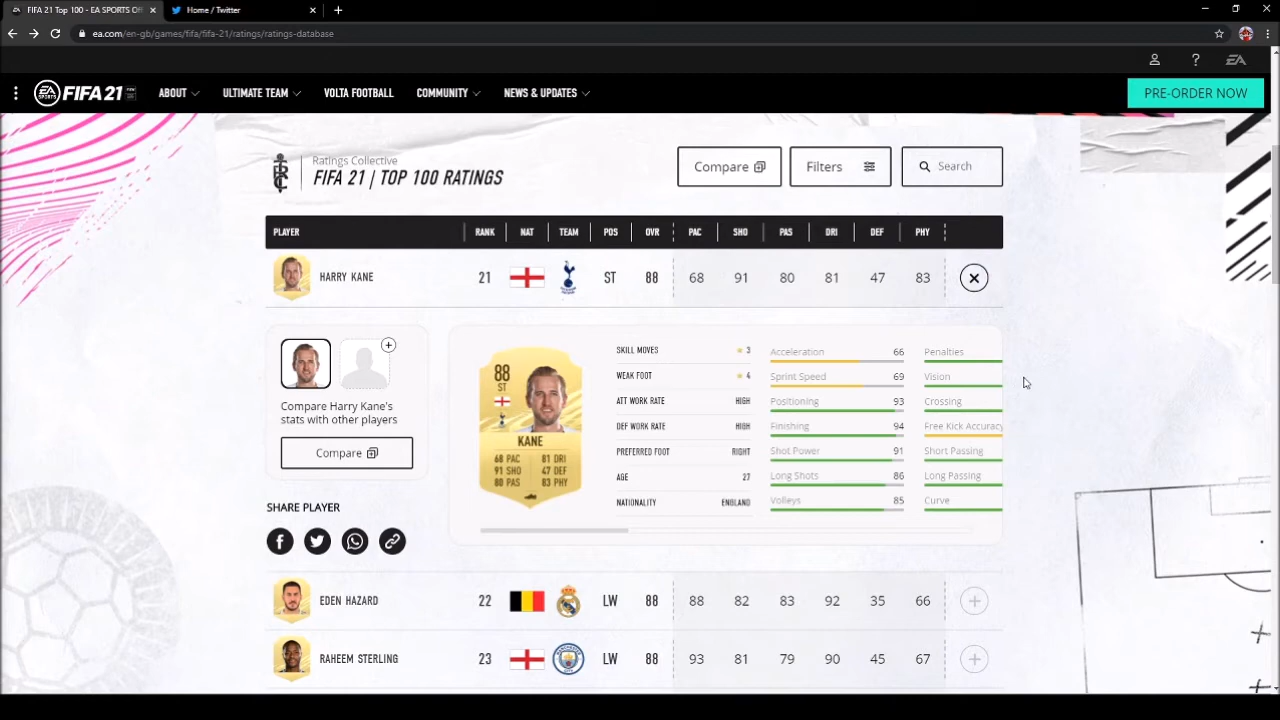 FIFA 21 Top 100 - EA SPORTS Of
Home / Twitter
ea.com/en-gb/games/fifa/fifa-21/ratings/ratings-database
EA
EA SPORTS FIFA 21
ABOUT
ULTIMATE TEAM
VOLTA FOOTBALL
COMMUNITY
NEWS & UPDATES
PRE-ORDER NOW
Ratings Collective
FIFA 21 | TOP 100 RATINGS
Compare
Filters
Search
PLAYER RANK NAT TEAM POS OVR PAC SHO PAS DRI DEF PHY
HARRY KANE 21 ST 88 68 91 80 81 47 83
Compare Harry Kane's
stats with other players
Compare
SHARE PLAYER
88
ST
KANE
68 PAC 81 DRI
91 SHO 47 DEF
80 PAS 83 PHY
SKILL MOVES 3
WEAK FOOT 4
ATT WORK RATE HIGH
DEF WORK RATE HIGH
PREFERRED FOOT RIGHT
AGE 27
NATIONALITY ENGLAND
Acceleration 66
Sprint Speed 69
Positioning 93
Finishing 94
Shot Power 91
Long Shots 86
Volleys 85
Penalties
Vision
Crossing
Free Kick Accuracy
Short Passing
Long Passing
Curve
EDEN HAZARD 22 LW 88 88 82 83 92 35 66
RAHEEM STERLING 23 LW 88 93 81 79 90 45 67